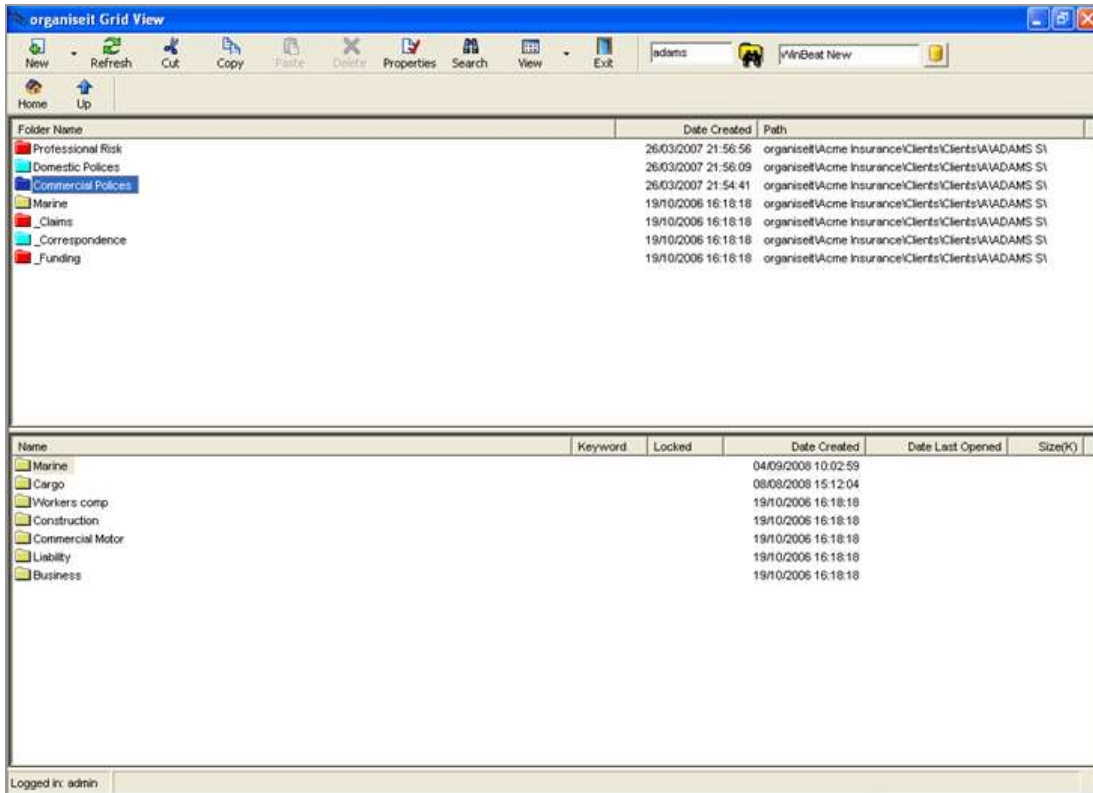 organiseit Grid View
New Refresh Cut Copy Paste Delete Properties Search View Exit adams WinBeat New
Home Up
Folder Name Date Created Path
Professional Risk 26/03/2007 21:56:56 organiseit\Acme Insurance\Clients\Clients\A\ADAMS S\
Domestic Polices 26/03/2007 21:56:09 organiseit\Acme Insurance\Clients\Clients\A\ADAMS S\
Commercial Polices 26/03/2007 21:54:41 organiseit\Acme Insurance\Clients\Clients\A\ADAMS S\
Marine 19/10/2006 16:18:18 organiseit\Acme Insurance\Clients\Clients\A\ADAMS S\
_Claims 19/10/2006 16:18:18 organiseit\Acme Insurance\Clients\Clients\A\ADAMS S\
_Correspondence 19/10/2006 16:18:18 organiseit\Acme Insurance\Clients\Clients\A\ADAMS S\
_Funding 19/10/2006 16:18:18 organiseit\Acme Insurance\Clients\Clients\A\ADAMS S\
Name Keyword Locked Date Created Date Last Opened Size(K)
Marine 04/09/2008 10:02:59
Cargo 08/08/2008 15:12:04
Workers comp 19/10/2006 16:18:18
Construction 19/10/2006 16:18:18
Commercial Motor 19/10/2006 16:18:18
Liability 19/10/2006 16:18:18
Business 19/10/2006 16:18:18
Logged in: admin